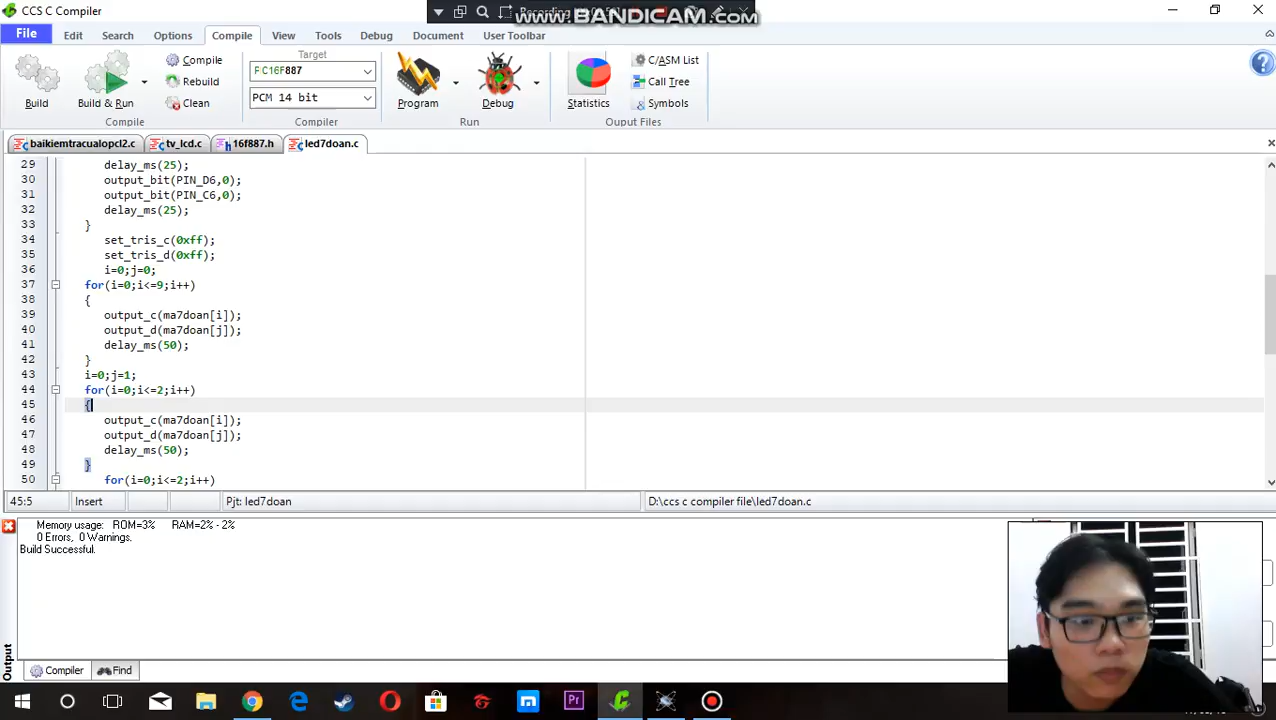 CCS C Compiler
Recording
www.BANDICAM.com
File Edit Search Options Compile View Tools Debug Document User Toolbar
Build
Build & Run
Compile
Rebuild
Clean
Compile
Target
PIC16F887
PCM 14 bit
Compiler
Program
Debug
Run
Statistics
C/ASM List
Call Tree
Symbols
Ouput Files
baikiemtracualopcl2.c tv_lcd.c 16f887.h led7doan.c
29 delay_ms(25);
30 output_bit(PIN_D6,0);
31 output_bit(PIN_C6,0);
32 delay_ms(25);
33 }
34 set_tris_c(0xff);
35 set_tris_d(0xff);
36 i=0;j=0;
37 for(i=0;i<=9;i++)
38 {
39 output_c(ma7doan[i]);
40 output_d(ma7doan[j]);
41 delay_ms(50);
42 }
43 i=0;j=1;
44 for(i=0;i<=2;i++)
45 {
46 output_c(ma7doan[i]);
47 output_d(ma7doan[j]);
48 delay_ms(50);
49 }
50 for(i=0;i<=2;i++)
45:5 Insert Pjt: led7doan D:\ccs c compiler file\led7doan.c
Memory usage: ROM=3% RAM=2% - 2%
0 Errors, 0 Warnings.
Build Successful.
Output
Compiler Find
Pr